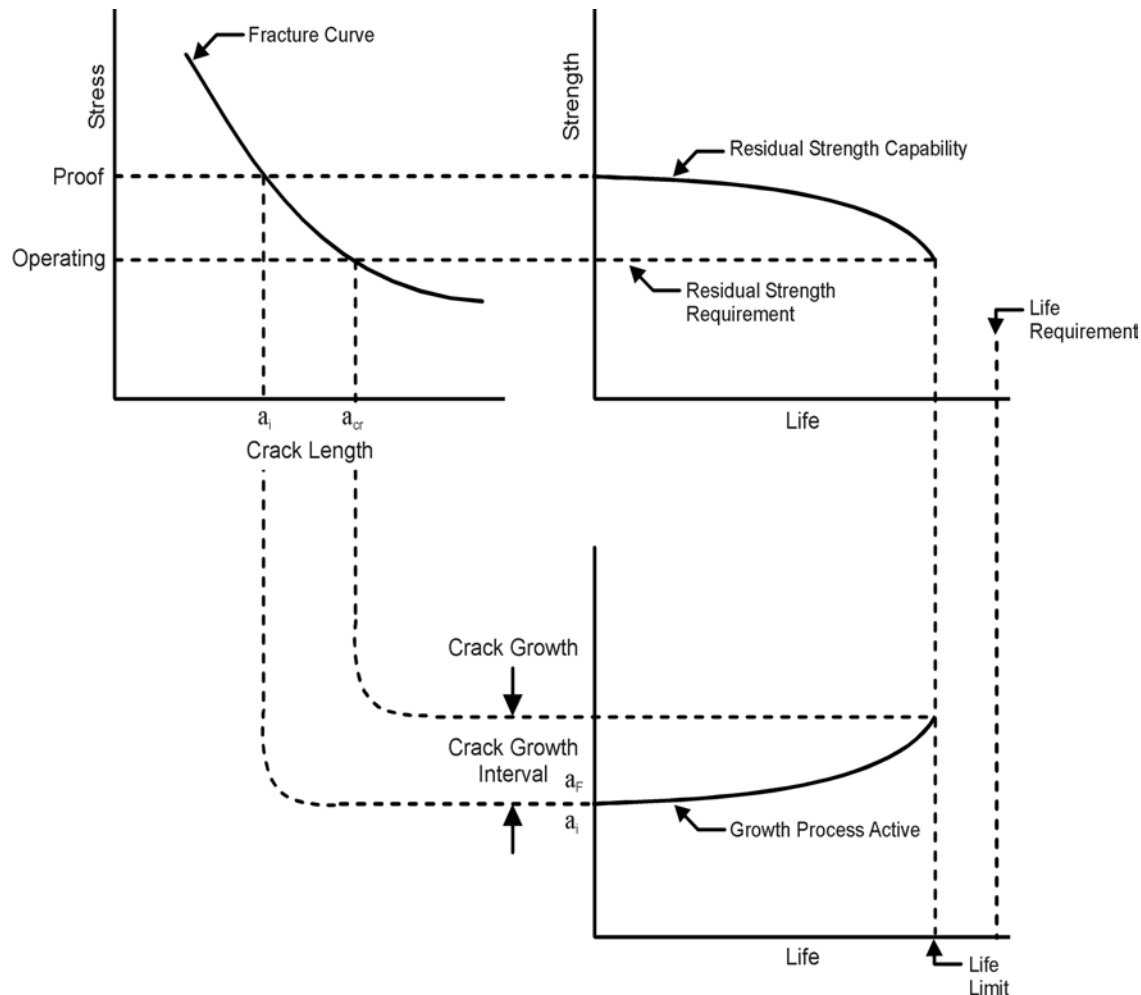 Fracture Curve
Stress
Proof
Operating
a_i
a_cr
Crack Length
Strength
Residual Strength Capability
Residual Strength
Requirement
Life
Requirement
Life
Crack Growth
Crack Growth
Interval
a_F
a_i
Growth Process Active
Life
Life
Limit